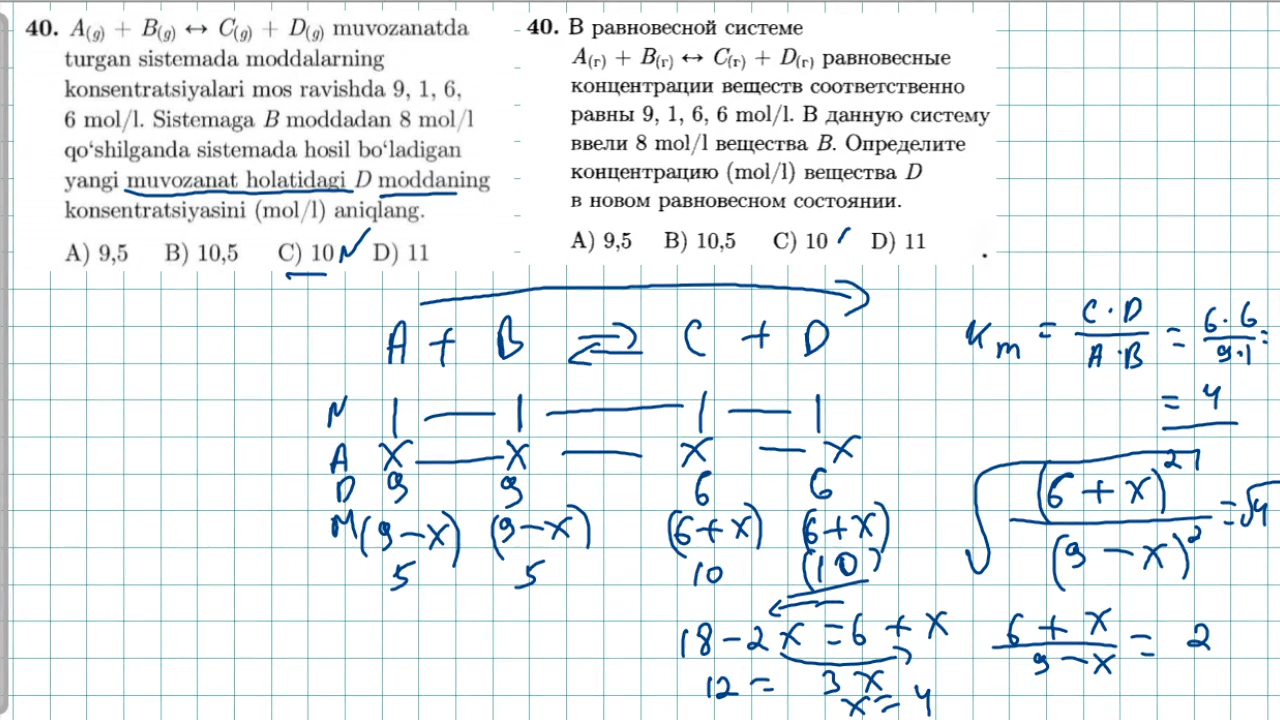 40. A(g) + B(g) ↔ C(g) + D(g) muvozanatda
turgan sistemada moddalarning
konsentratsiyalari mos ravishda 9, 1, 6,
6 mol/l. Sistemaga B moddadan 8 mol/l
qo‘shilganda sistemada hosil bo‘ladigan
yangi muvozanat holatidagi D moddaning
konsentratsiyasini (mol/l) aniqlang.
A) 9,5 B) 10,5 C) 10 D) 11
40. В равновесной системе
A(г) + B(г) ↔ C(г) + D(г) равновесные
концентрации веществ соответственно
равны 9, 1, 6, 6 mol/l. В данную систему
ввели 8 mol/l вещества B. Определите
концентрацию (mol/l) вещества D
в новом равновесном состоянии.
A) 9,5 B) 10,5 C) 10 D) 11
A + B ⇄ C + D
N 1 — 1 — 1 — 1
A x — x — x — x
D 9 9 6 6
M (9-x) (9-x) (6+x) (6+x)
5 5 10 (10)
18-2x = 6+x
12 = 3x
x = 4
Km = C·D / A·B = 6·6 / 9·1 =
= 4
√(6+x)² / (9-x)² = √4
6+x / 9-x = 2